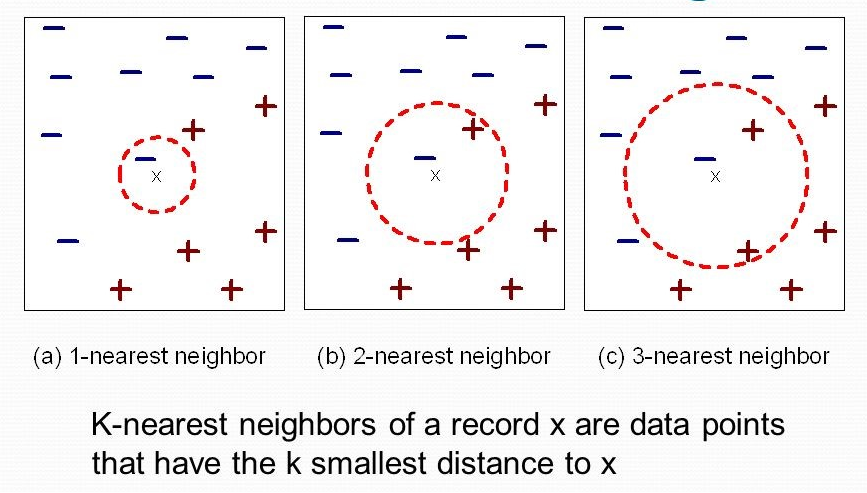 x
x
x
(a) 1-nearest neighbor
(b) 2-nearest neighbor
(c) 3-nearest neighbor
K-nearest neighbors of a record x are data points
that have the k smallest distance to x